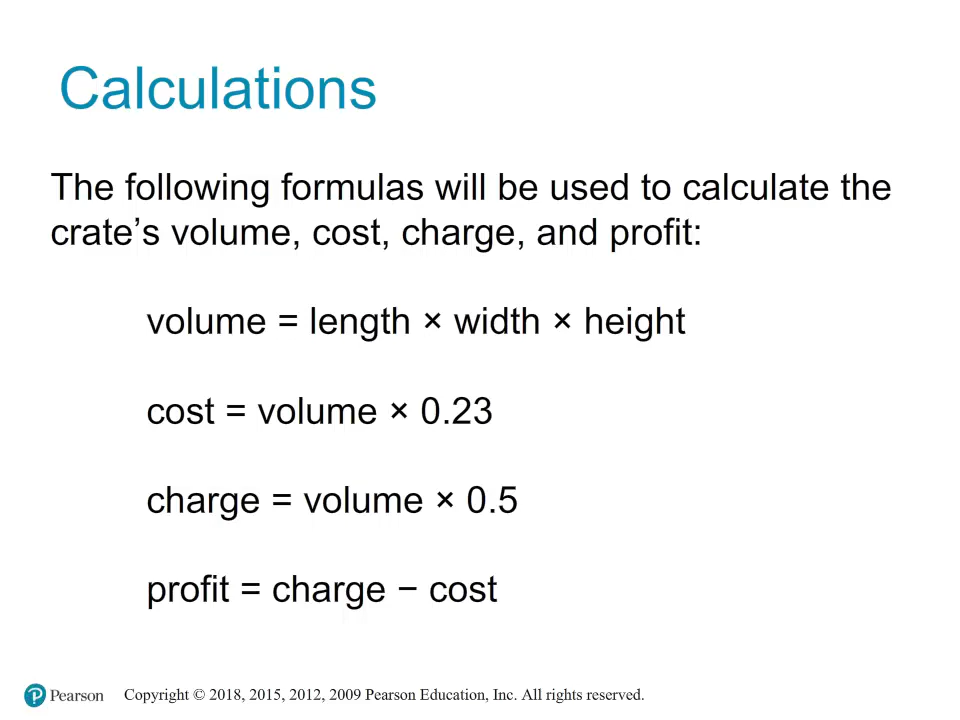 Calculations
The following formulas will be used to calculate the
crate’s volume, cost, charge, and profit:
volume = length × width × height
cost = volume × 0.23
charge = volume × 0.5
profit = charge − cost
Pearson
Copyright © 2018, 2015, 2012, 2009 Pearson Education, Inc. All rights reserved.